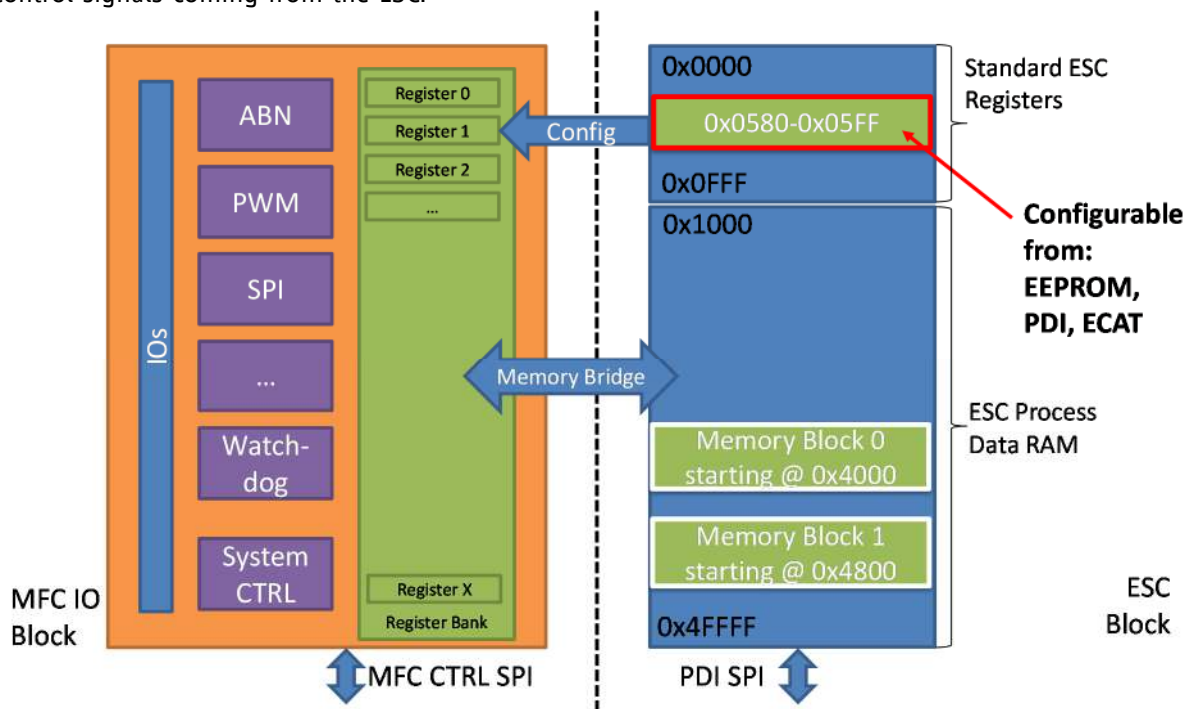 control signals coming from the ESC.
ABN
PWM
SPI
...
Watch-
dog
System
CTRL
IOs
Register 0
Register 1
Register 2
...
Register X
Register Bank
MFC IO
Block
MFC CTRL SPI
Config
Memory Bridge
0x0000
0x0580-0x05FF
0x0FFF
0x1000
Memory Block 0
starting @ 0x4000
Memory Block 1
starting @ 0x4800
0x4FFFF
PDI SPI
Standard ESC
Registers
Configurable
from:
EEPROM,
PDI, ECAT
ESC Process
Data RAM
ESC
Block